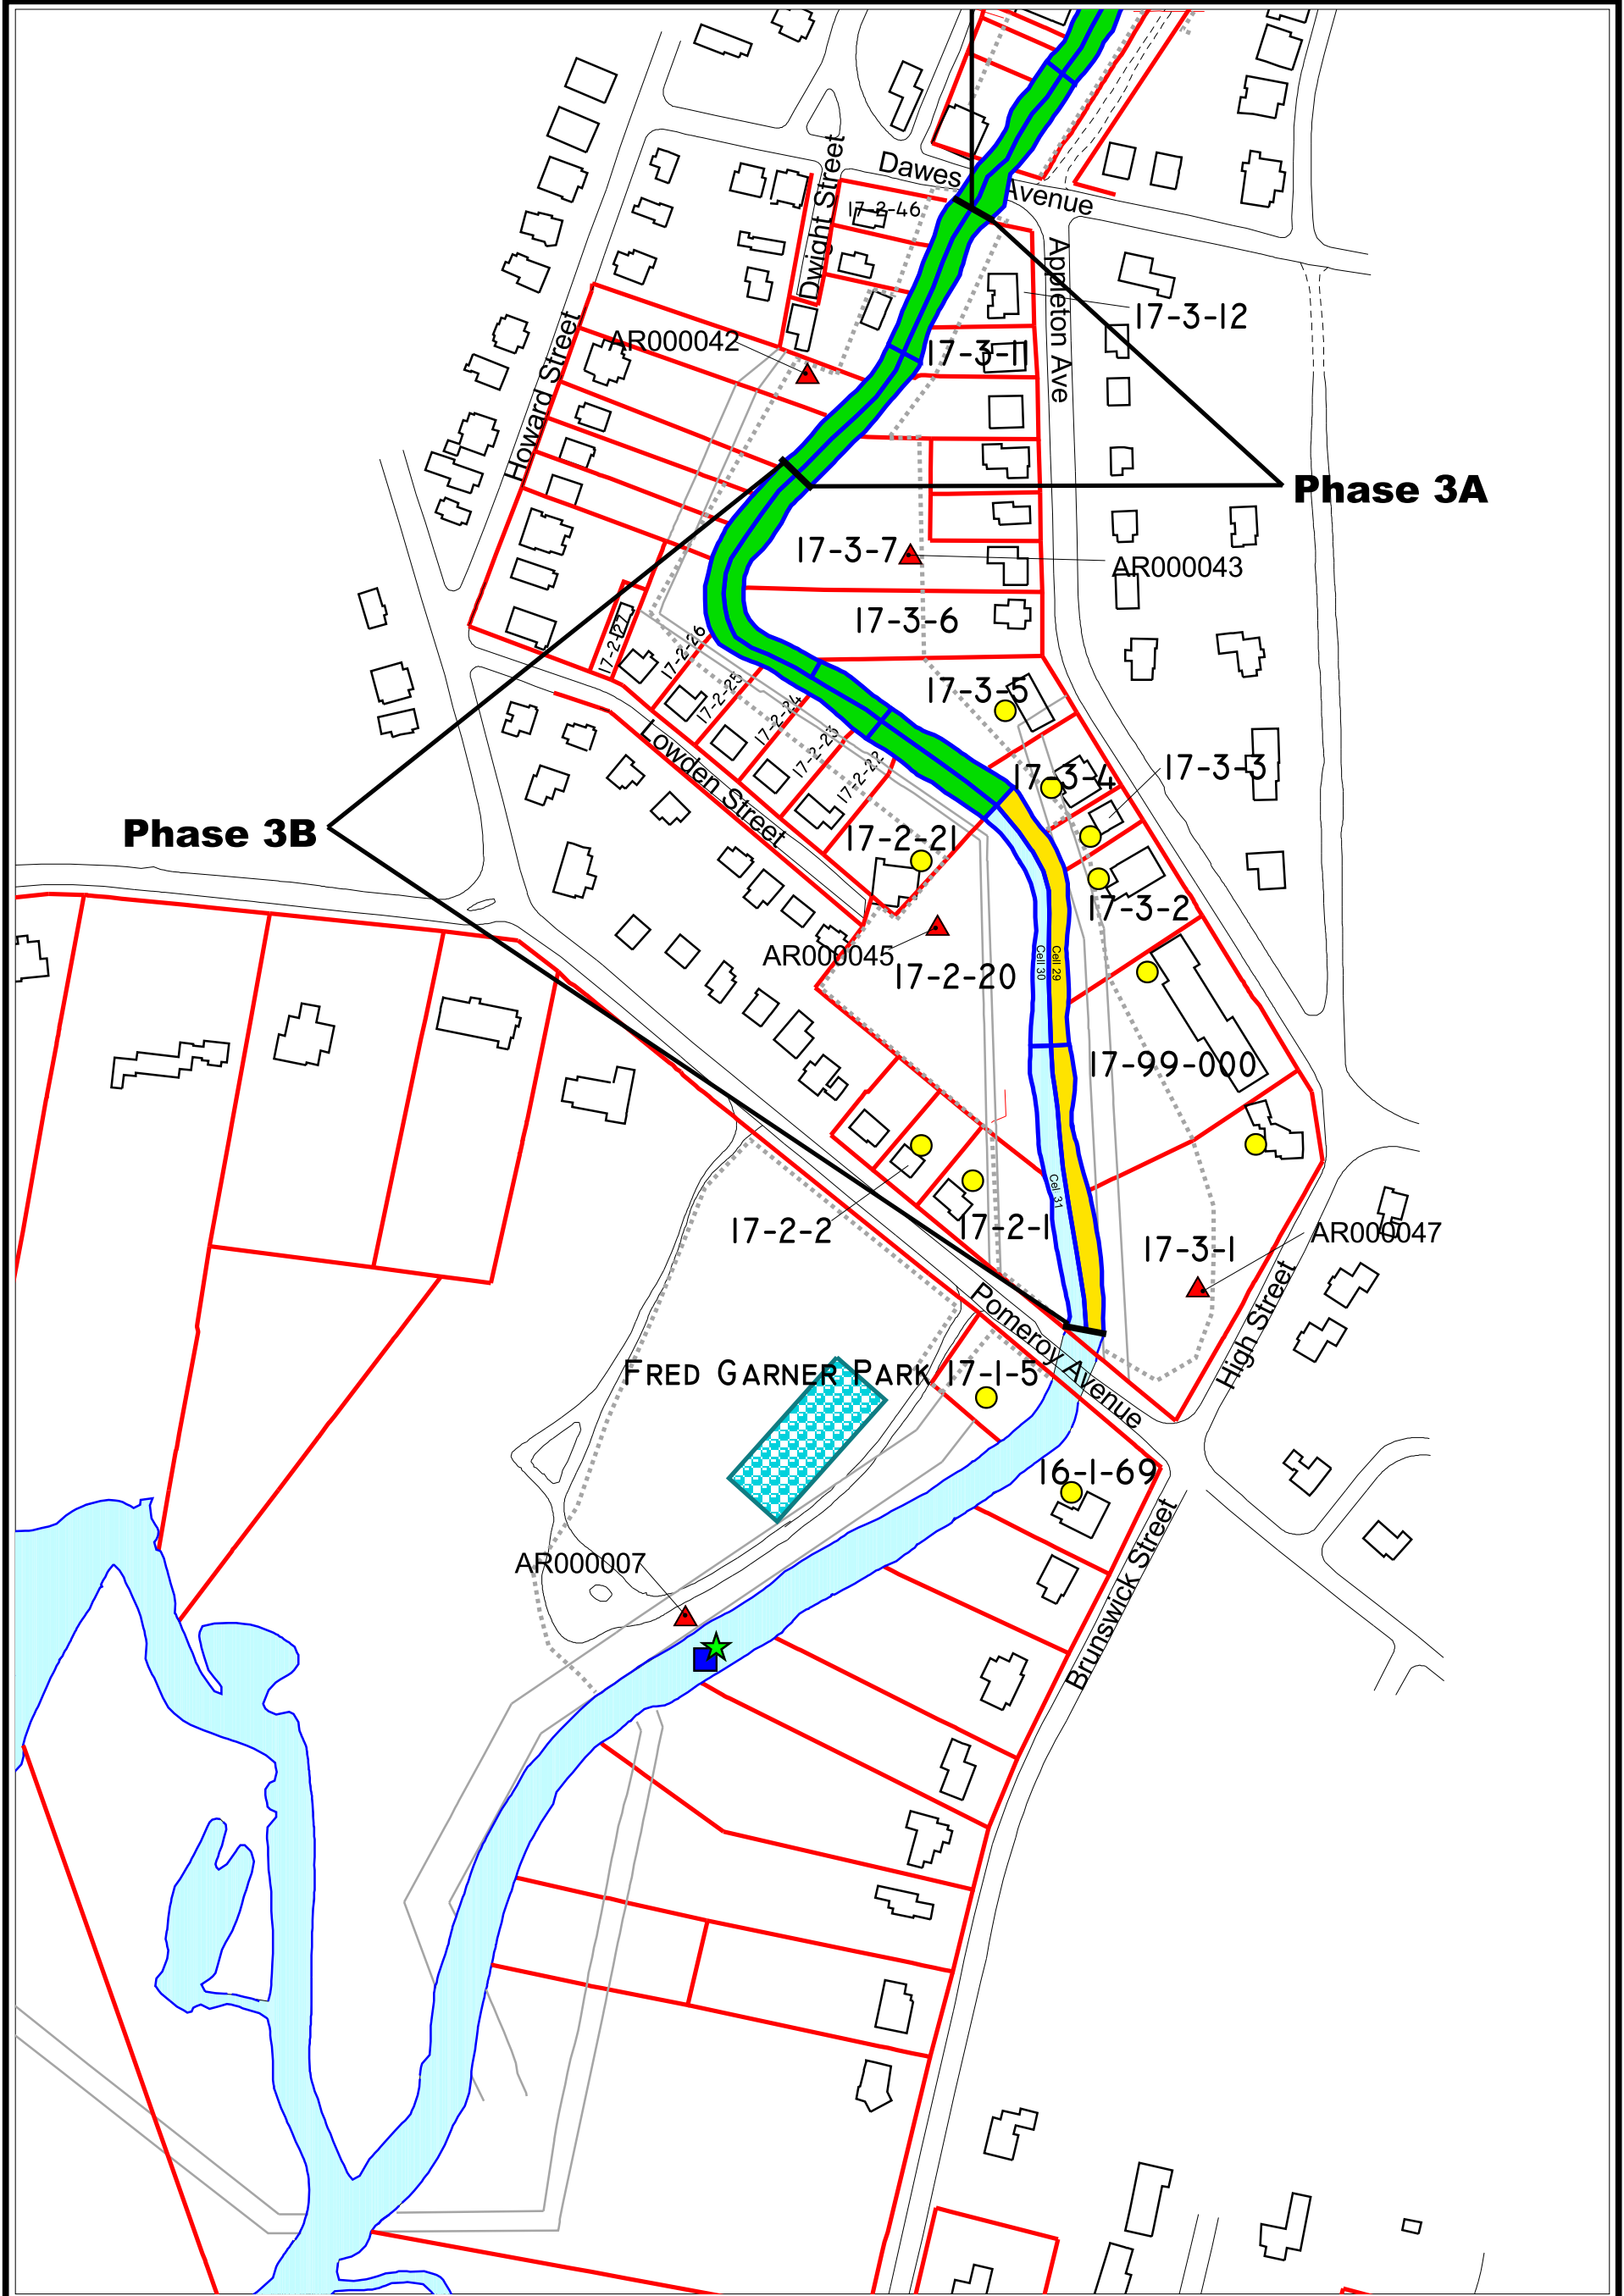 Dawes Avenue
Dwight Street
17-2-46
Appleton Ave
17-3-12
AR000042
17-3-11
Howard Street
Phase 3A
17-3-7
AR000043
17-3-6
17-2-27
17-2-26
17-2-25
17-2-24
17-2-23
17-2-22
17-3-5
Lowden Street
17-3-4
17-3-3
Phase 3B
17-2-21
17-3-2
AR000045
17-2-20
Cell 30
Cell 29
17-99-000
Cel 31
17-2-2
17-2-1
17-3-1
AR000047
High Street
Pomeroy Avenue
FRED GARNER PARK
17-1-5
16-1-69
Brunswick Street
AR000007